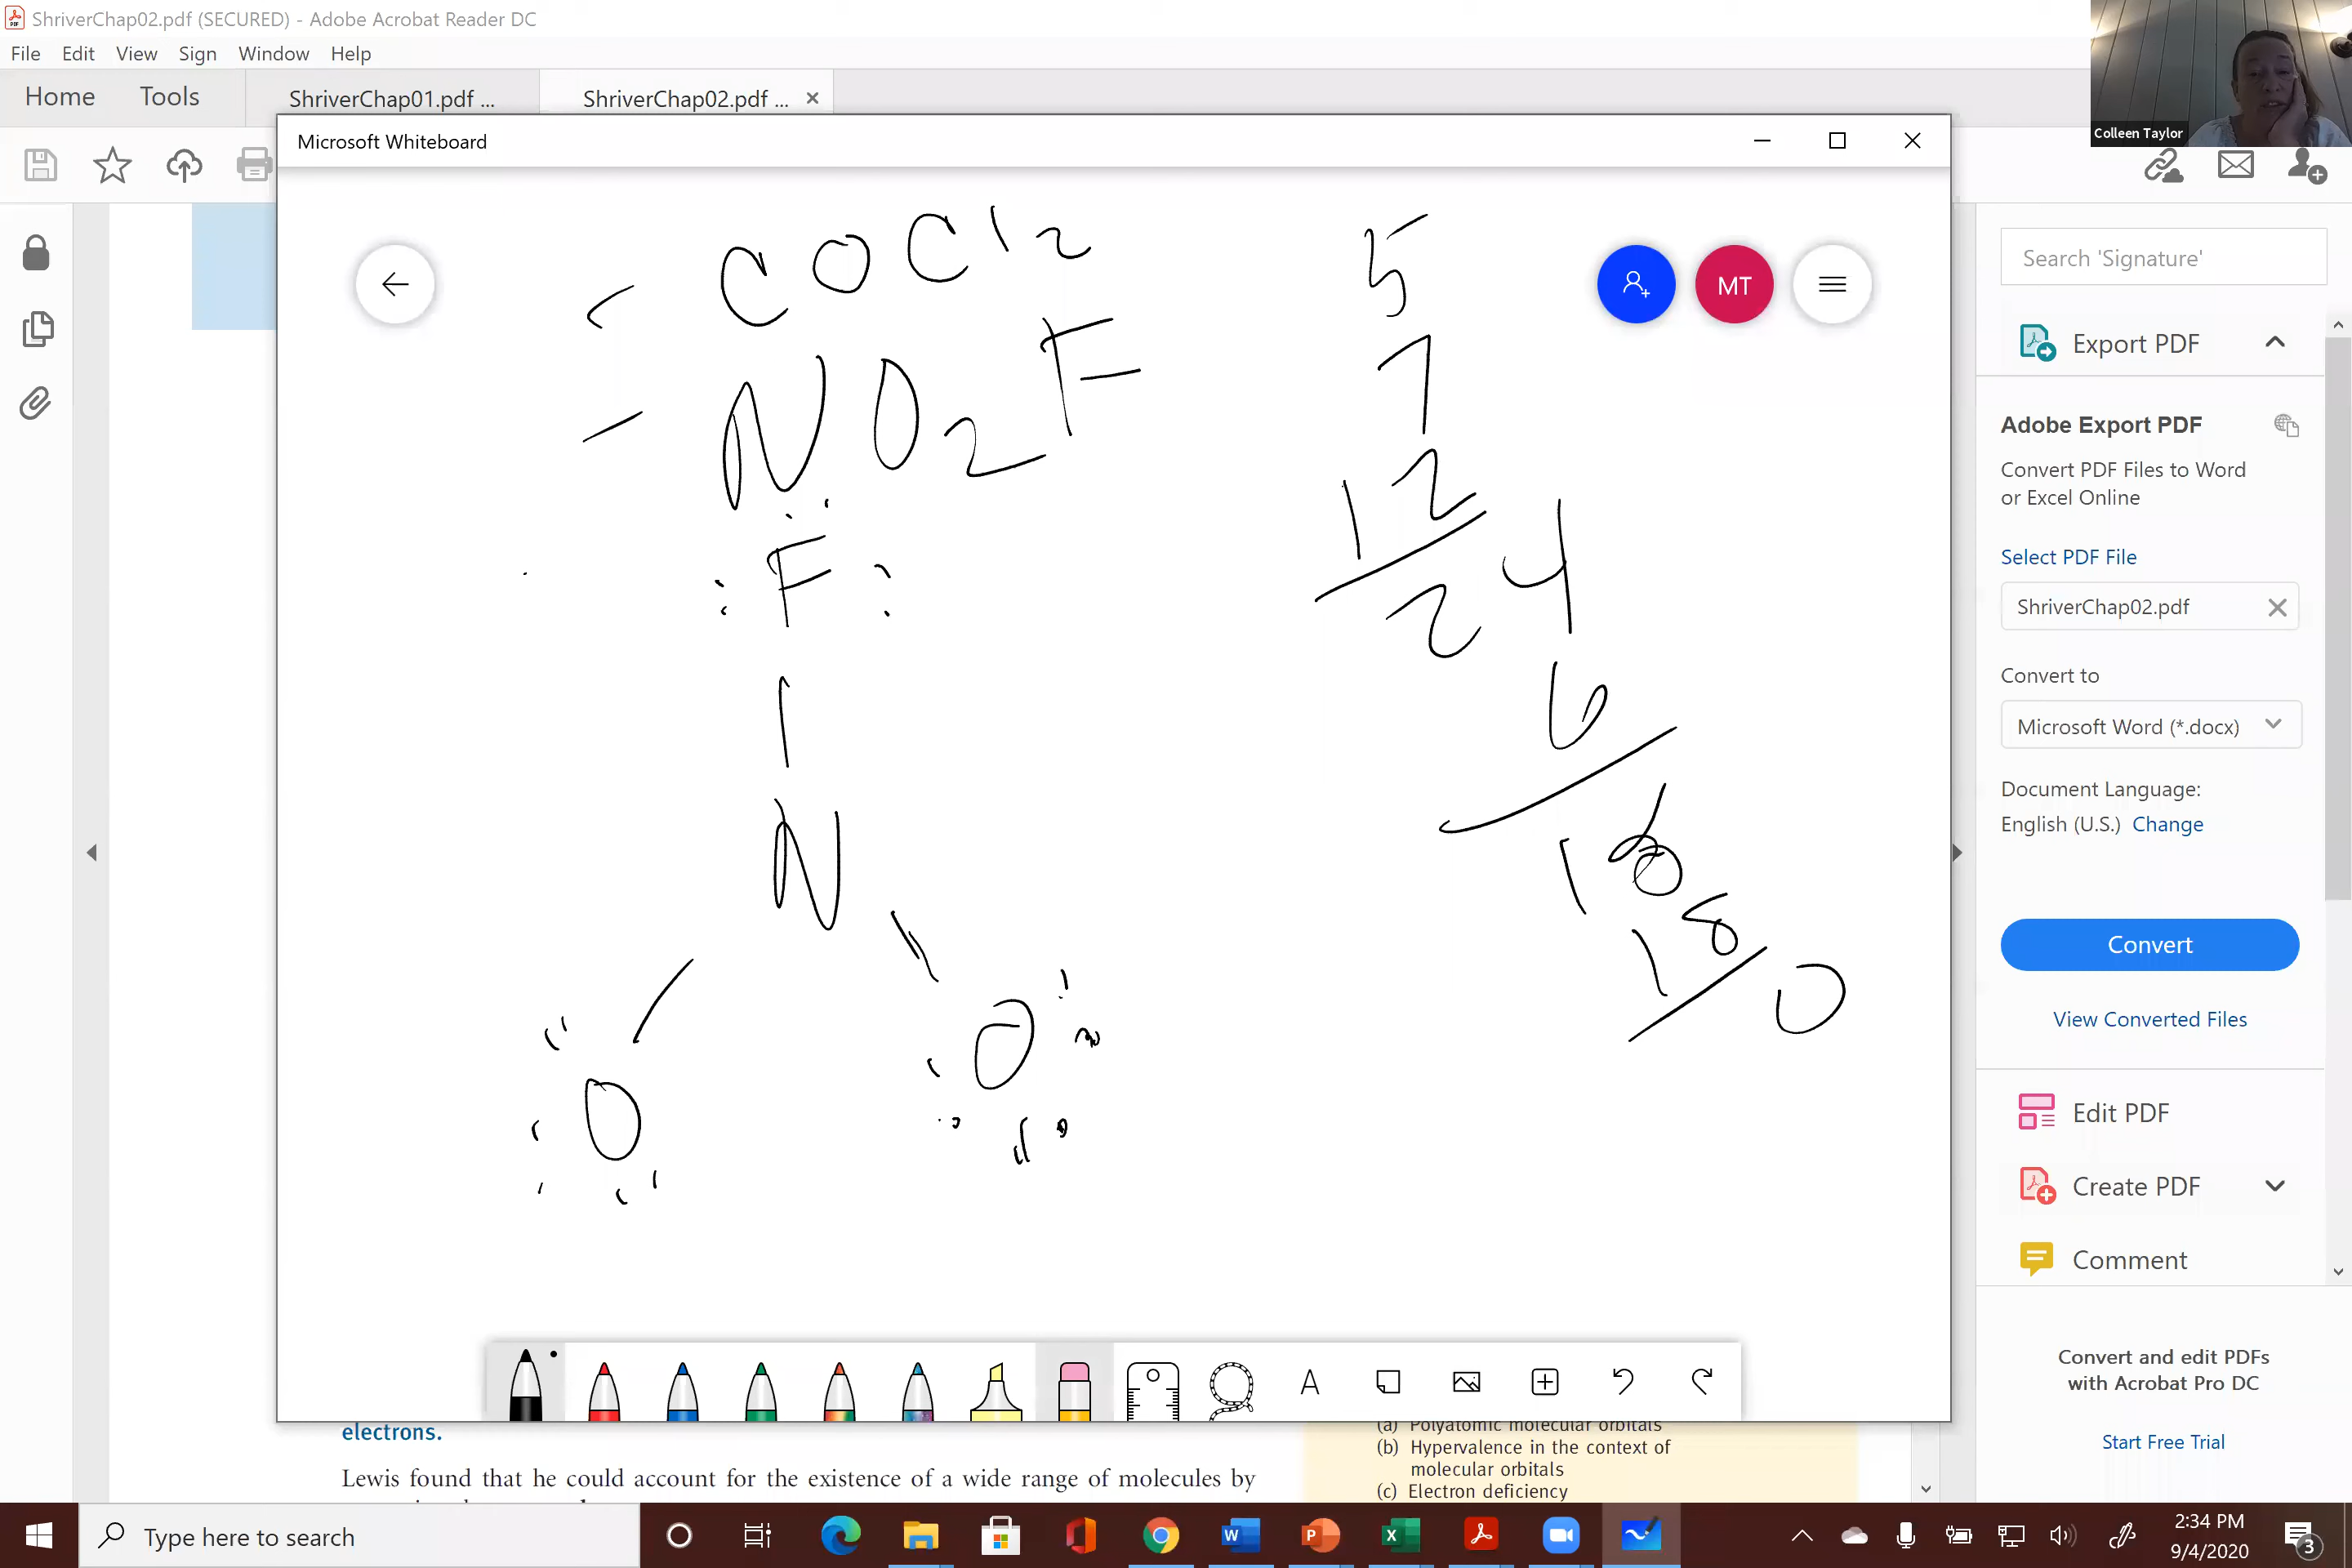 ShriverChap02.pdf (SECURED) - Adobe Acrobat Reader DC
File Edit View Sign Window Help
Home Tools ShriverChap01.pdf ... ShriverChap02.pdf ...
Colleen Taylor
Microsoft Whiteboard
MT
COCl2
NO2F
F
N
O O
5
7
12
24
6
18
18
0
Search 'Signature'
Export PDF
Adobe Export PDF
Convert PDF Files to Word
or Excel Online
Select PDF File
ShriverChap02.pdf
Convert to
Microsoft Word (*.docx)
Document Language:
English (U.S.) Change
Convert
View Converted Files
Edit PDF
Create PDF
Comment
Convert and edit PDFs
with Acrobat Pro DC
Start Free Trial
A
electrons.
Lewis found that he could account for the existence of a wide range of molecules by
(a) Polyatomic molecular orbitals
(b) Hypervalence in the context of
molecular orbitals
(c) Electron deficiency
Type here to search
2:34 PM
9/4/2020
3